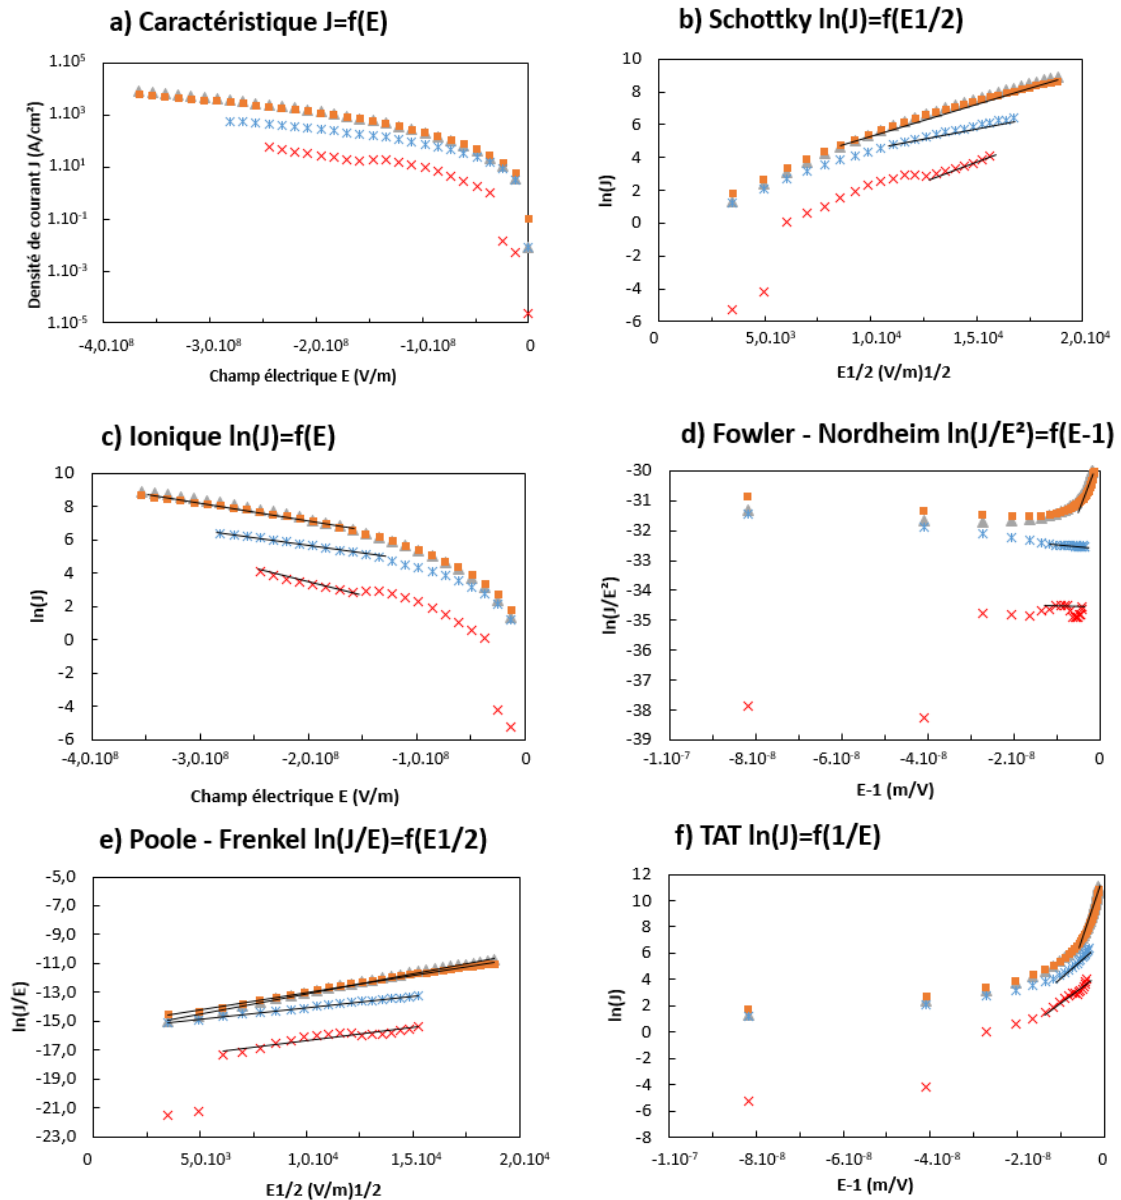 a) Caractéristique J=f(E)
1.10⁵
1.10³
1.10¹
1.10⁻¹
1.10⁻³
1.10⁻⁵
Densité de courant J (A/cm²)
-4,0.10⁸ -3,0.10⁸ -2,0.10⁸ -1,0.10⁸ 0
Champ électrique E (V/m)
b) Schottky ln(J)=f(E1/2)
10
8
6
4
2
0
-2
-4
-6
ln(J)
0 5,0.10³ 1,0.10⁴ 1,5.10⁴ 2,0.10⁴
E1/2 (V/m)1/2
c) Ionique ln(J)=f(E)
10
8
6
4
2
0
-2
-4
-6
ln(J)
-4,0.10⁸ -3,0.10⁸ -2,0.10⁸ -1,0.10⁸ 0
Champ électrique E (V/m)
d) Fowler - Nordheim ln(J/E²)=f(E-1)
-30
-31
-32
-33
-34
-35
-36
-37
-38
-39
ln(J/E²)
-1.10⁻⁷ -8.10⁻⁸ -6.10⁻⁸ -4.10⁻⁸ -2.10⁻⁸ 0
E-1 (m/V)
e) Poole - Frenkel ln(J/E)=f(E1/2)
-5,0
-7,0
-9,0
-11,0
-13,0
-15,0
-17,0
-19,0
-21,0
-23,0
ln(J/E)
0 5,0.10³ 1,0.10⁴ 1,5.10⁴ 2,0.10⁴
E1/2 (V/m)1/2
f) TAT ln(J)=f(1/E)
12
10
8
6
4
2
0
-2
-4
-6
-8
ln(J)
-1.10⁻⁷ -8.10⁻⁸ -6.10⁻⁸ -4.10⁻⁸ -2.10⁻⁸ 0
E-1 (m/V)